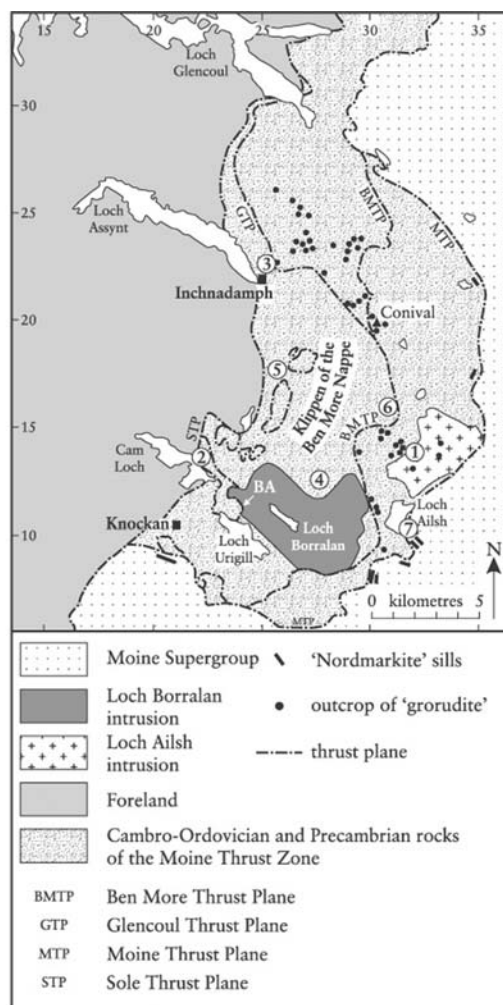 15
20
25
30
35
Loch
Glencoul
30
Loch
Assynt
25
GTP
BMTP
MTP
3
Inchnadamph
Conival
20
5
Klippen of the
Ben More Nappe
6
BMTP
15
STP
Cam
Loch
2
4
1
BA
Loch
Ailsh
Knockan
10
Loch
Urigill
Loch
Borralan
7
N
0 kilometres 5
MTP
Moine Supergroup
'Nordmarkite' sills
Loch Borralan
intrusion
outcrop of 'grorudite'
Loch Ailsh
intrusion
thrust plane
Foreland
Cambro-Ordovician and Precambrian rocks
of the Moine Thrust Zone
BMTP Ben More Thrust Plane
GTP Glencoul Thrust Plane
MTP Moine Thrust Plane
STP Sole Thrust Plane